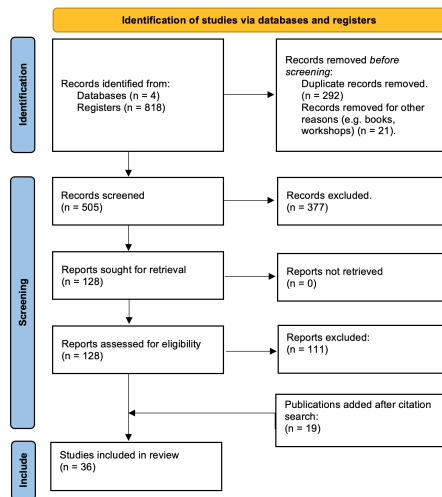 Identification of studies via databases and registers
Identification
Records identified from:
Databases (n = 4)
Registers (n = 818)
Records removed before
screening:
Duplicate records removed.
(n = 292)
Records removed for other
reasons (e.g. books,
workshops) (n = 21).
Screening
Records screened
(n = 505)
Records excluded.
(n = 377)
Reports sought for retrieval
(n = 128)
Reports not retrieved
(n = 0)
Reports assessed for eligibility
(n = 128)
Reports excluded:
(n = 111)
Publications added after citation
search:
(n = 19)
Include
Studies included in review
(n = 36)